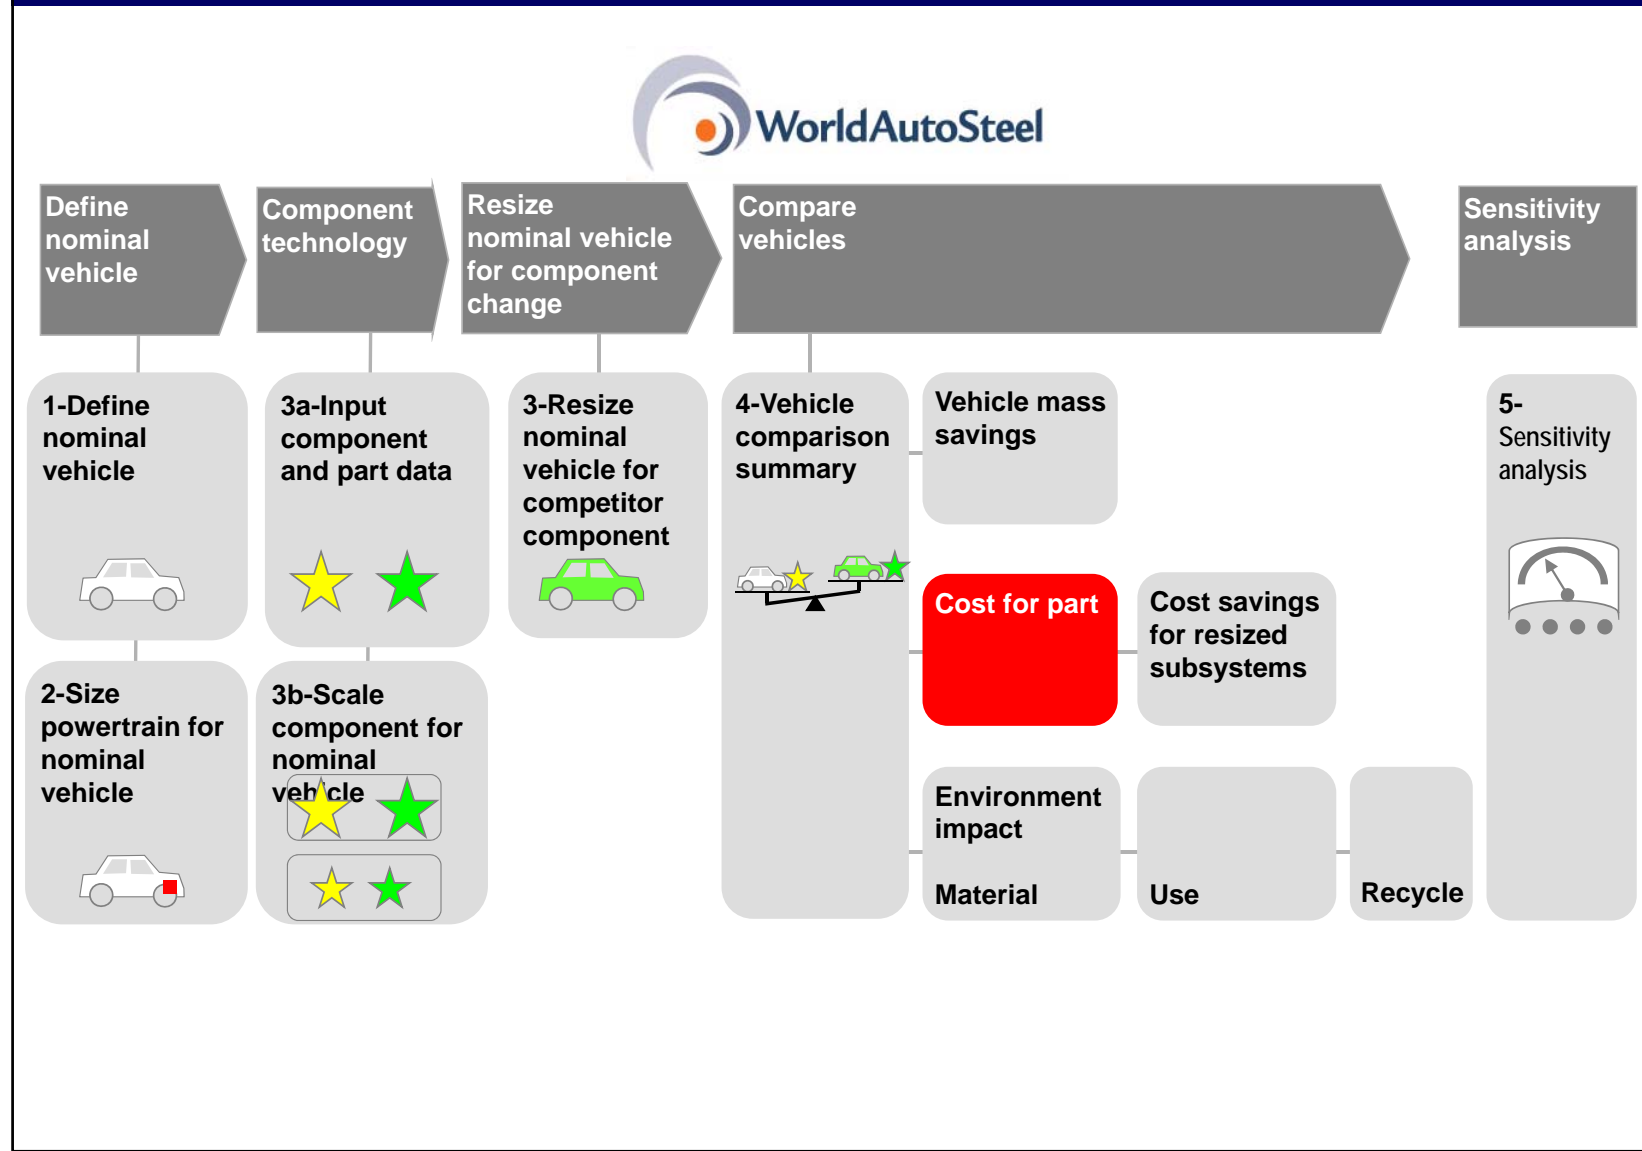 WorldAutoSteel
Define
nominal
vehicle
Component
technology
Resize
nominal vehicle
for component
change
Compare
vehicles
Sensitivity
analysis
1-Define
nominal
vehicle
3a-Input
component
and part data
3-Resize
nominal
vehicle for
competitor
component
4-Vehicle
comparison
summary
Vehicle mass
savings
5-
Sensitivity
analysis
Cost for part
Cost savings
for resized
subsystems
2-Size
powertrain for
nominal
vehicle
3b-Scale
component for
nominal
vehicle
Environment
impact
Material
Use
Recycle